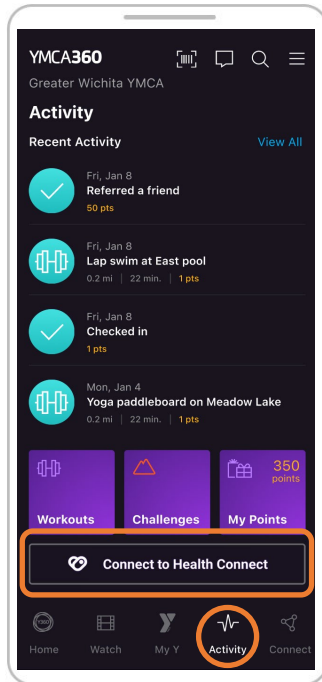 YMCA360
Greater Wichita YMCA
Activity
Recent Activity View All
Fri, Jan 8
Referred a friend
50 pts
Fri, Jan 8
Lap swim at East pool
0.2 mi | 22 min. | 1 pts
Fri, Jan 8
Checked in
1 pts
Mon, Jan 4
Yoga paddleboard on Meadow Lake
0.2 mi | 22 min. | 1 pts
350
points
Workouts Challenges My Points
Connect to Health Connect
Y360
Home Watch My Y Activity Connect